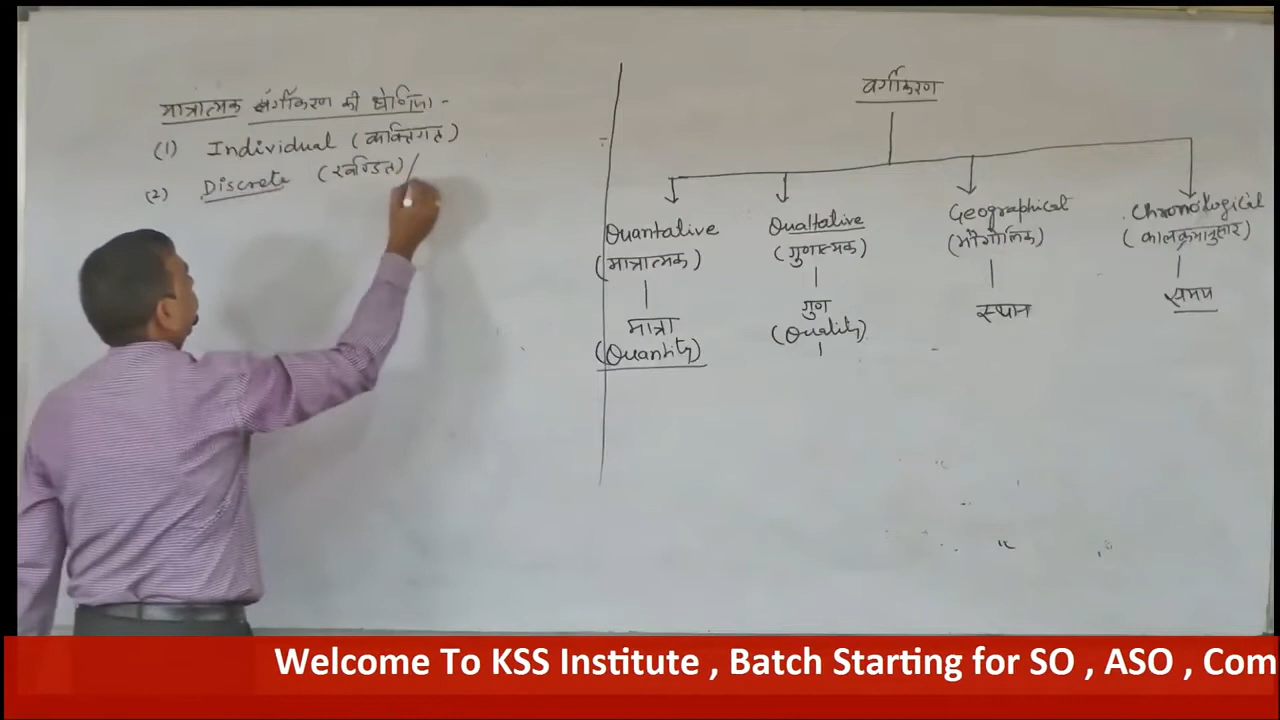 मात्रात्मक वर्गीकरण की श्रेणियां -
(1) Individual (व्यक्तिगत)
(2) Discrete (खण्डित)/
वर्गीकरण
Quantative
(मात्रात्मक)
मात्रा
(Quantity)
Qualtative
(गुणात्मक)
गुण
(Quality)
Geographical
(भौगोलिक)
स्थान
Chronological
(कालक्रमानुसार)
समय
Welcome To KSS Institute , Batch Starting for SO , ASO , Com